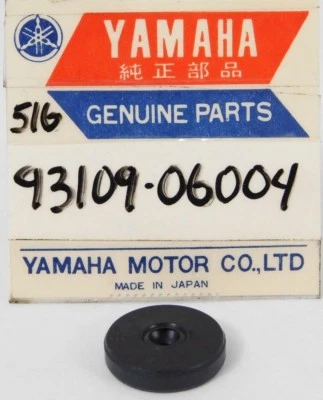 YAMAHA
純正部品
516 GENUINE PARTS
93109-06004
YAMAHA MOTOR CO.,LTD
MADE IN JAPAN